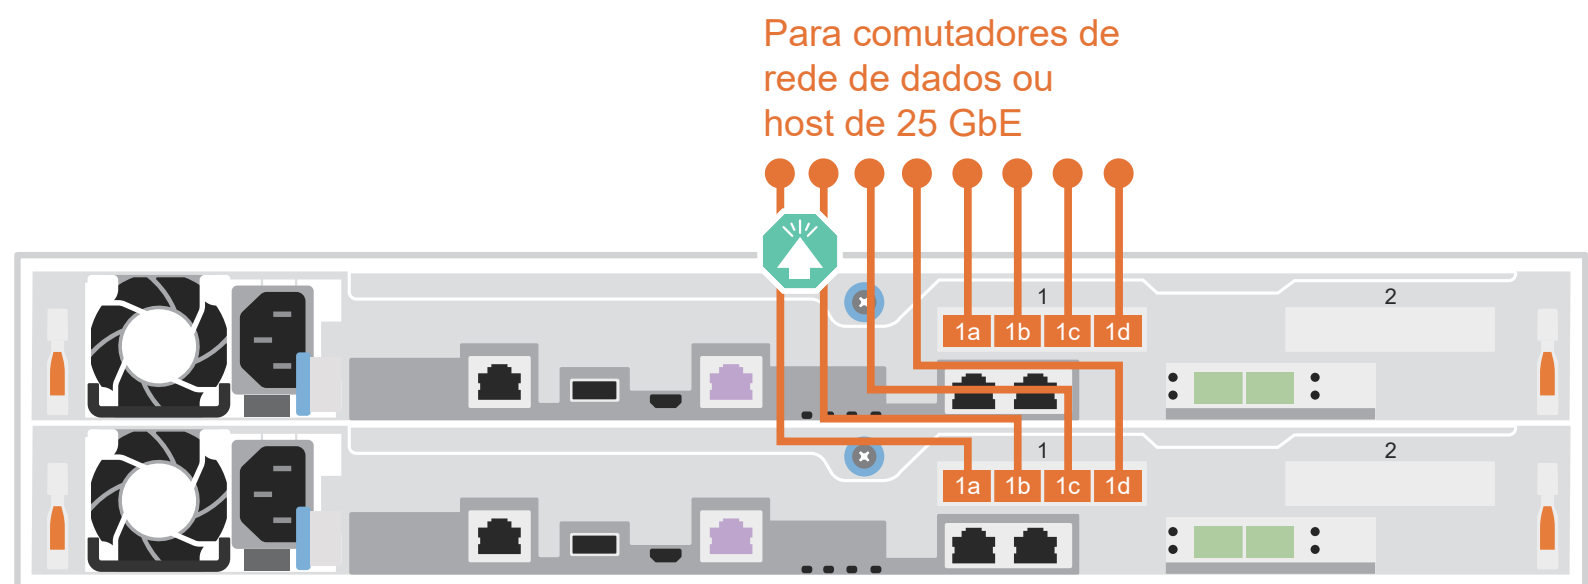 Para comutadores de
rede de dados ou
host de 25 GbE
1 2
1a 1b 1c 1d
1 2
1a 1b 1c 1d